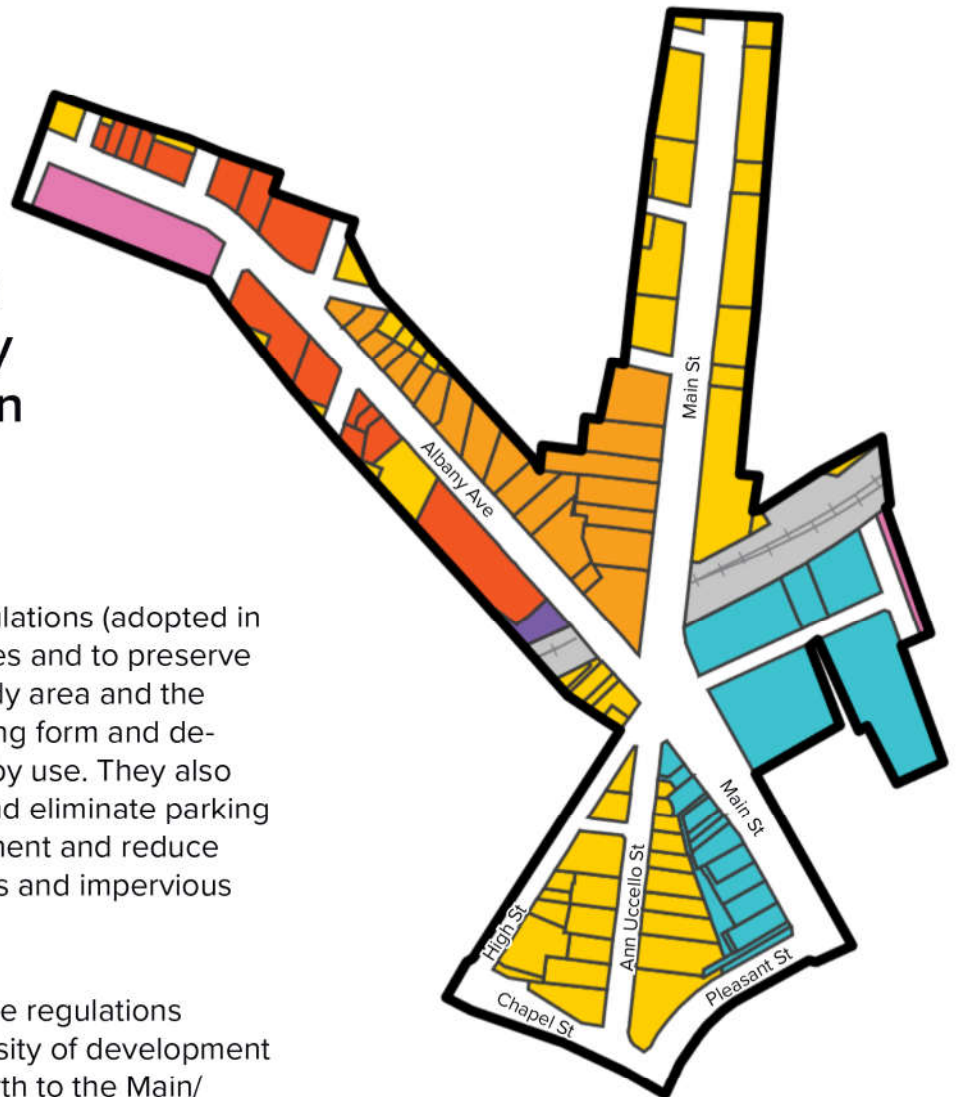 y
n
ulations (adopted in
es and to preserve
dy area and the
ng form and de-
by use. They also
nd eliminate parking
ment and reduce
s and impervious
e regulations
sity of development
rth to the Main/
Main St
Albany Ave
Main St
High St
Ann Uccello St
Pleasant St
Chapel St